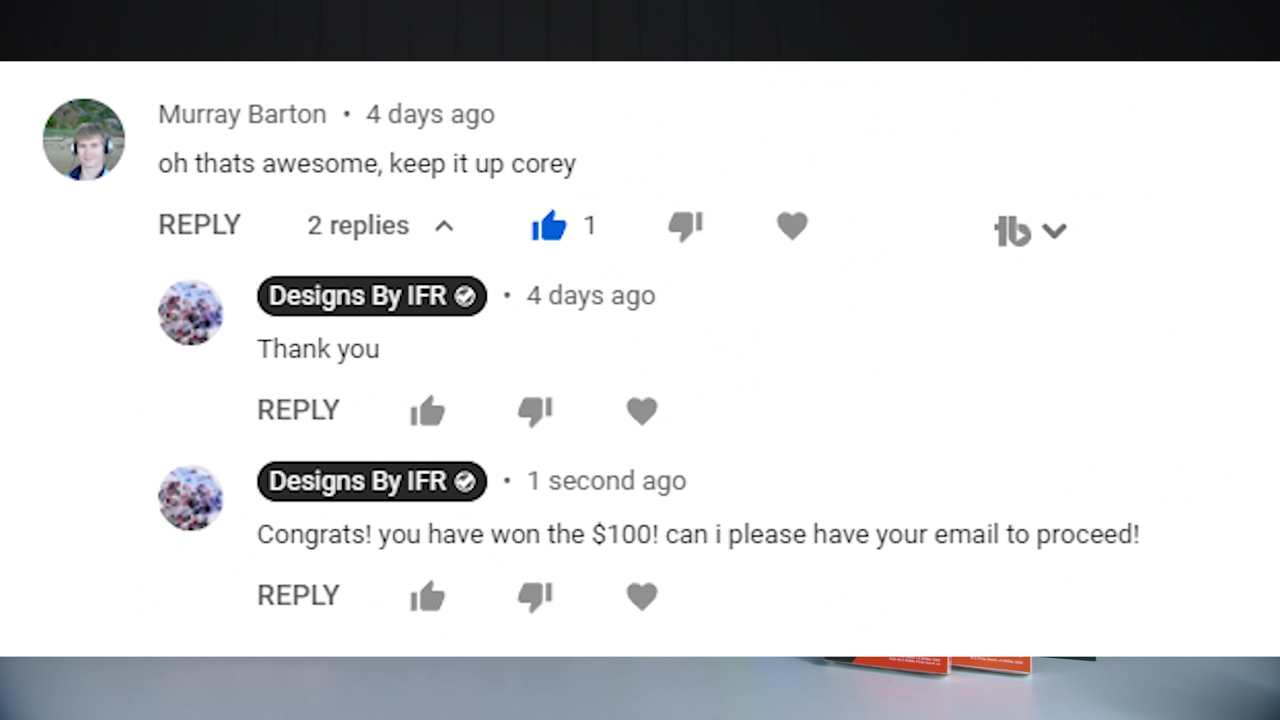 Murray Barton • 4 days ago
oh thats awesome, keep it up corey
REPLY 2 replies 1
tb
Designs By IFR • 4 days ago
Thank you
REPLY
Designs By IFR • 1 second ago
Congrats! you have won the $100! can i please have your email to proceed!
REPLY